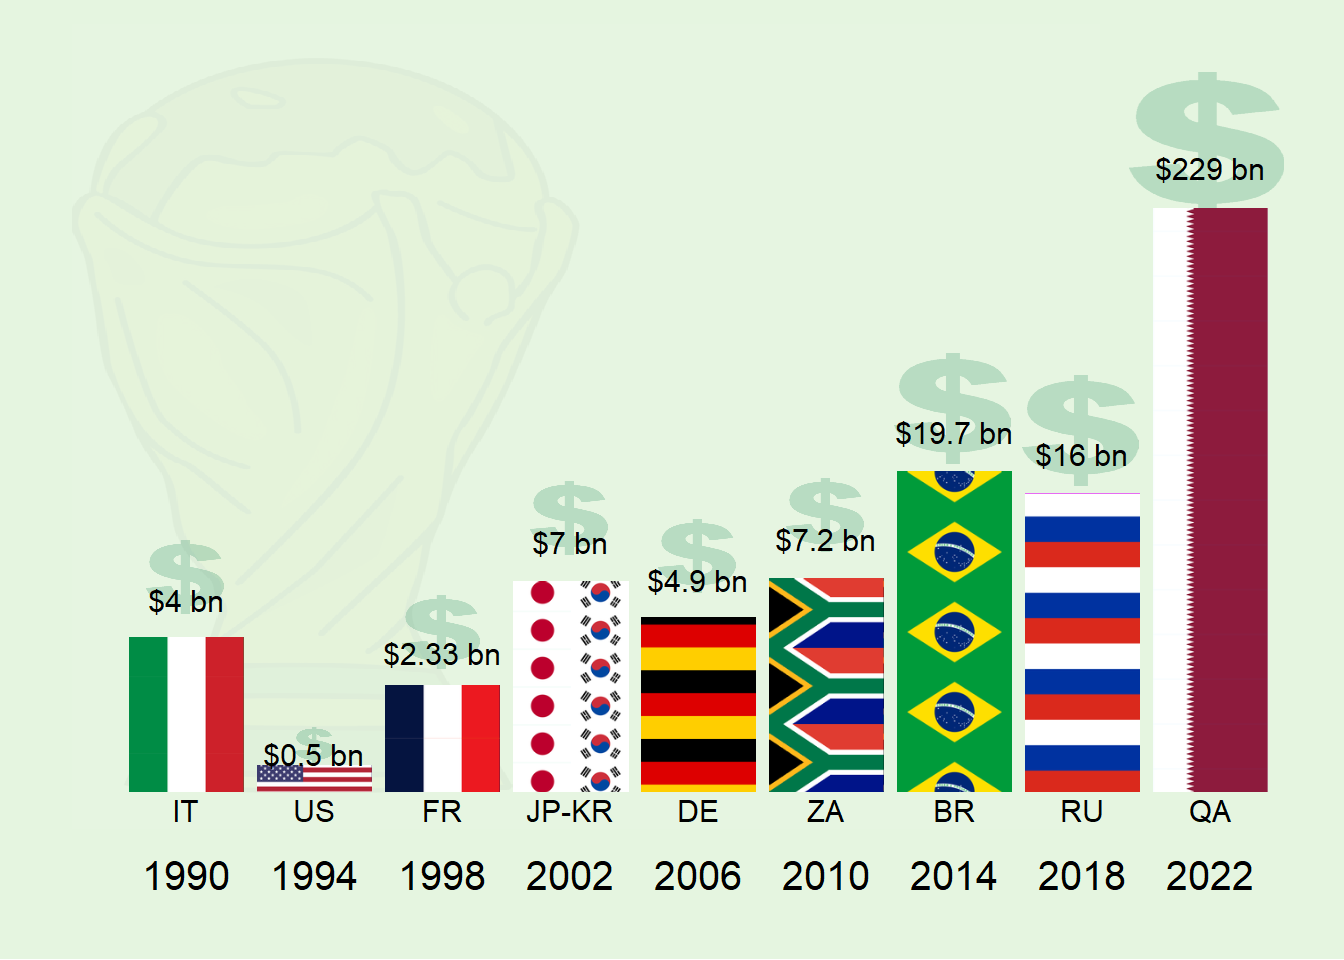 $229 bn
$19.7 bn
$16 bn
$7 bn
$7.2 bn
$4.9 bn
$4 bn
$2.33 bn
$0.5 bn
IT US FR JP-KR DE ZA BR RU QA
1990 1994 1998 2002 2006 2010 2014 2018 2022